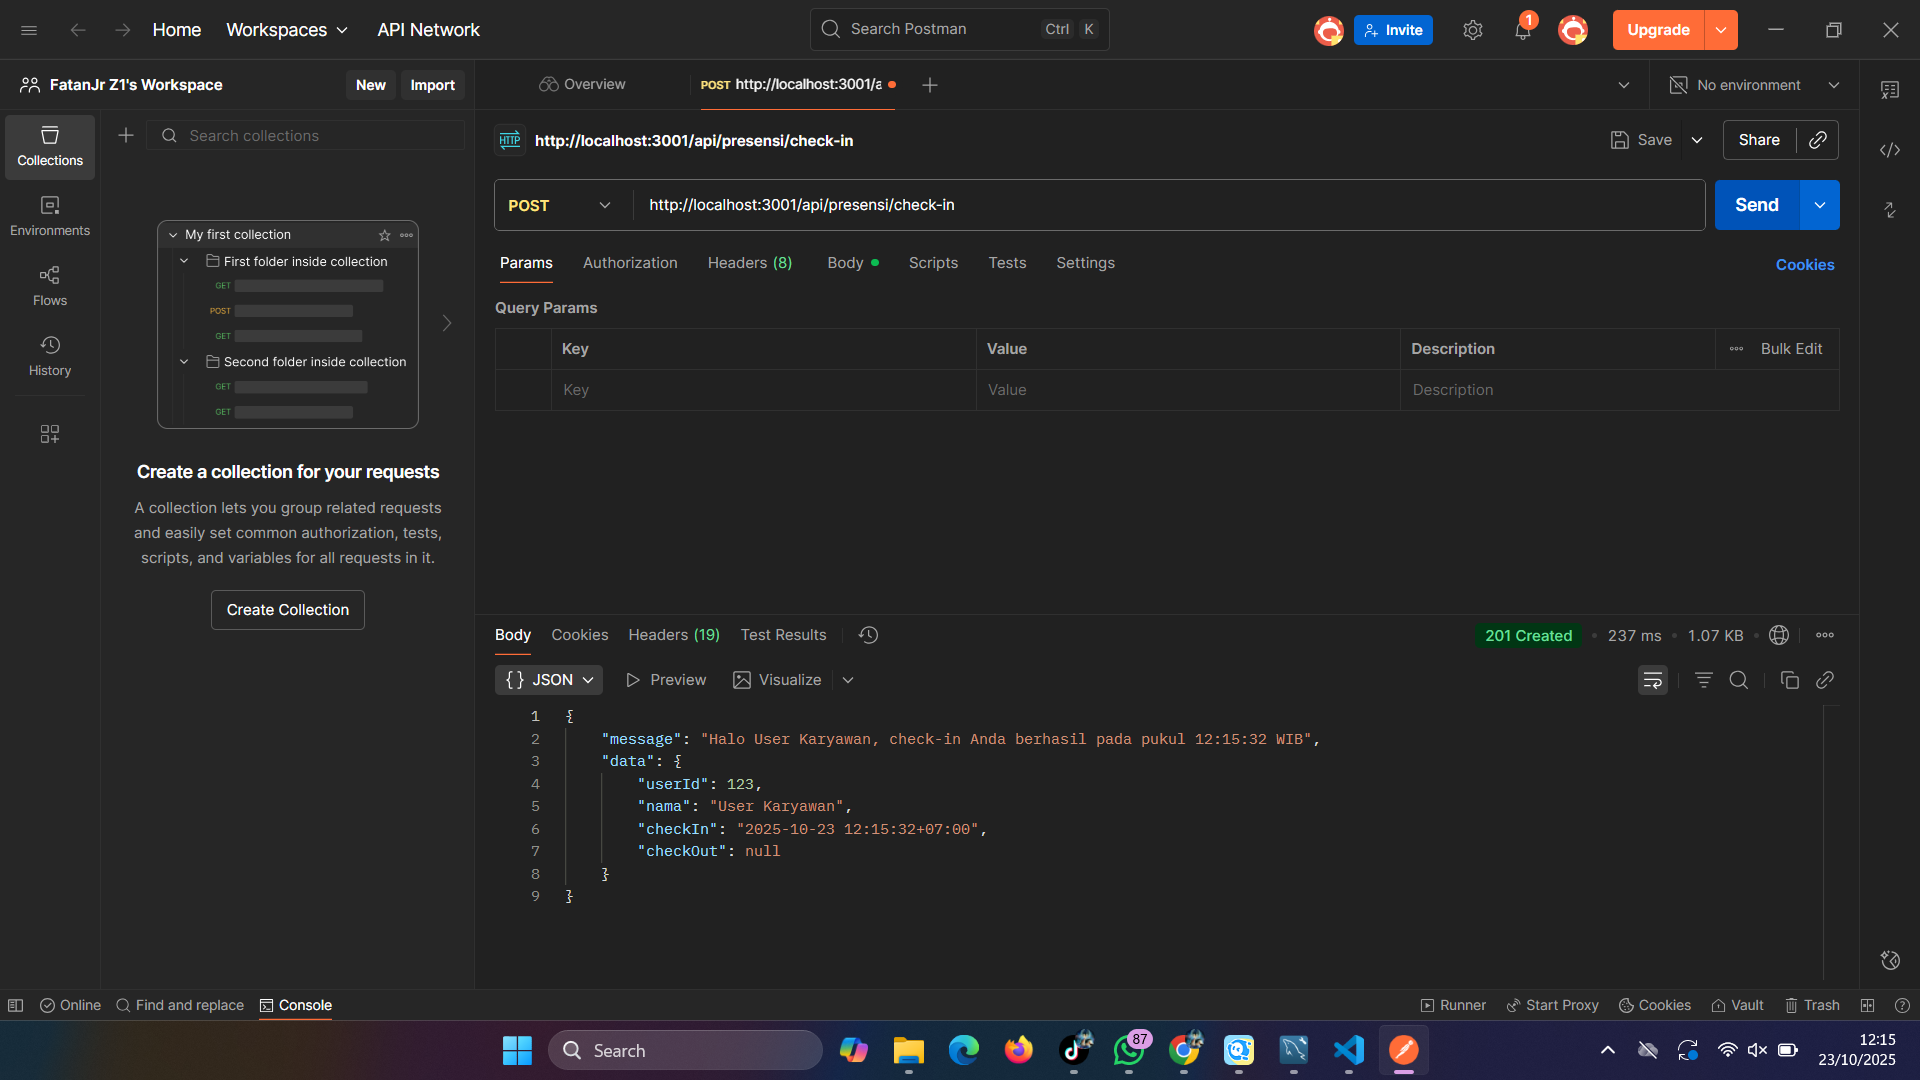 Home
Workspaces
API Network
Search Postman
Ctrl
K
Invite
1
Upgrade
FatanJr Z1's Workspace
New
Import
Overview
POST http://localhost:3001/a
No environment
Collections
Search collections
HTTP
http://localhost:3001/api/presensi/check-in
Save
Share
Environments
POST
http://localhost:3001/api/presensi/check-in
Send
My first collection
First folder inside collection
GET
POST
GET
Second folder inside collection
GET
GET
Flows
History
Params
Authorization
Headers (8)
Body
Scripts
Tests
Settings
Cookies
Query Params
Key
Value
Description
Bulk Edit
Key
Value
Description
Create a collection for your requests
A collection lets you group related requests
and easily set common authorization, tests,
scripts, and variables for all requests in it.
Create Collection
Body
Cookies
Headers (19)
Test Results
201 Created
237 ms
1.07 KB
{} JSON
Preview
Visualize
1 {
2 "message": "Halo User Karyawan, check-in Anda berhasil pada pukul 12:15:32 WIB",
3 "data": {
4 "userId": 123,
5 "nama": "User Karyawan",
6 "checkIn": "2025-10-23 12:15:32+07:00",
7 "checkOut": null
8 }
9 }
Online
Find and replace
Console
Runner
Start Proxy
Cookies
Vault
Trash
Search
87
12:15
23/10/2025